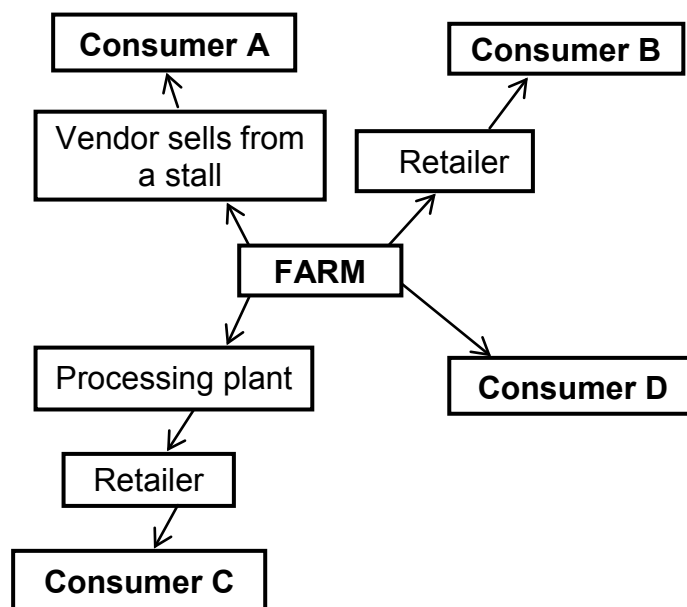 Consumer A
Consumer B
Vendor sells from
a stall
Retailer
FARM
Processing plant
Consumer D
Retailer
Consumer C